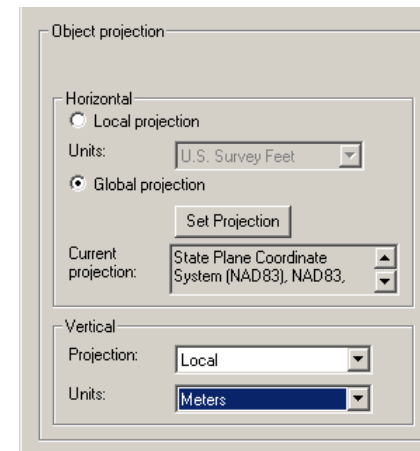 Object projection
Horizontal
Local projection
Units: U.S. Survey Feet
Global projection
Set Projection
Current projection: State Plane Coordinate
System (NAD83), NAD83,
Vertical
Projection: Local
Units: Meters